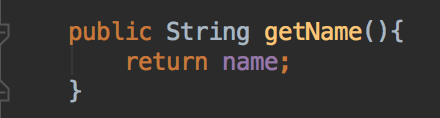 public String getName(){
    return name;
}